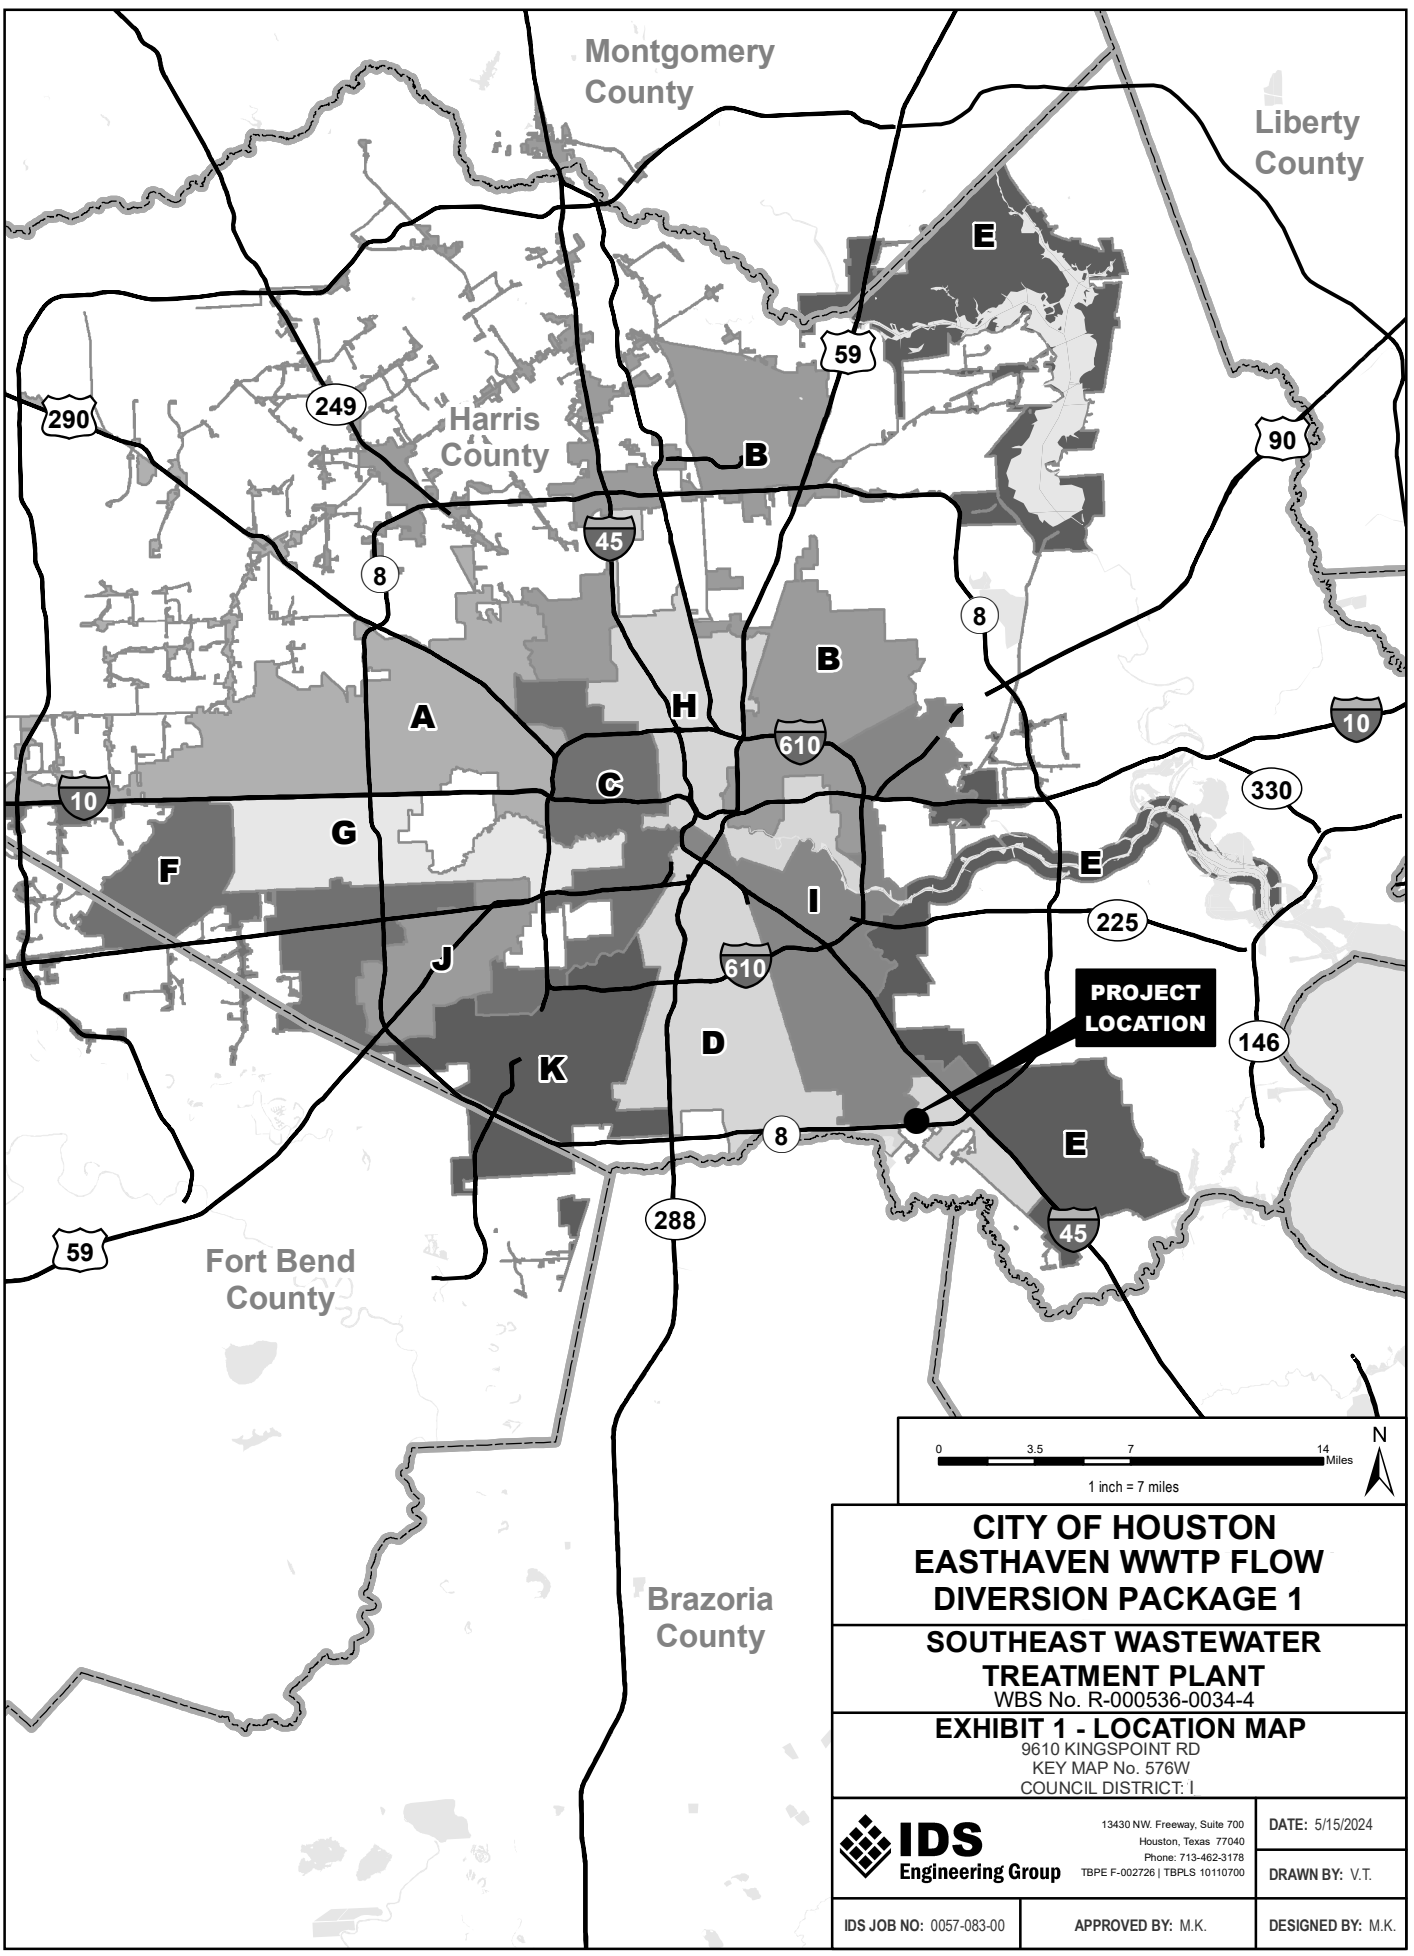 Montgomery
County
Liberty
County
E
59
290
249
Harris
County
B
90
45
8
8
B
A
H
610
10
C
10
330
G
F
E
I
225
J
610
PROJECT
LOCATION
146
D
K
8
E
288
45
59
Fort Bend
County
Brazoria
County
0 3.5 7 14
Miles
N
1 inch = 7 miles
CITY OF HOUSTON
EASTHAVEN WWTP FLOW
DIVERSION PACKAGE 1
SOUTHEAST WASTEWATER
TREATMENT PLANT
WBS No. R-000536-0034-4
EXHIBIT 1 - LOCATION MAP
9610 KINGSPOINT RD
KEY MAP No. 576W
COUNCIL DISTRICT: I
IDS
Engineering Group
13430 NW. Freeway, Suite 700
Houston, Texas 77040
Phone: 713-462-3178
TBPE F-002726 | TBPLS 10110700
DATE: 5/15/2024
DRAWN BY: V.T.
IDS JOB NO: 0057-083-00
APPROVED BY: M.K.
DESIGNED BY: M.K.